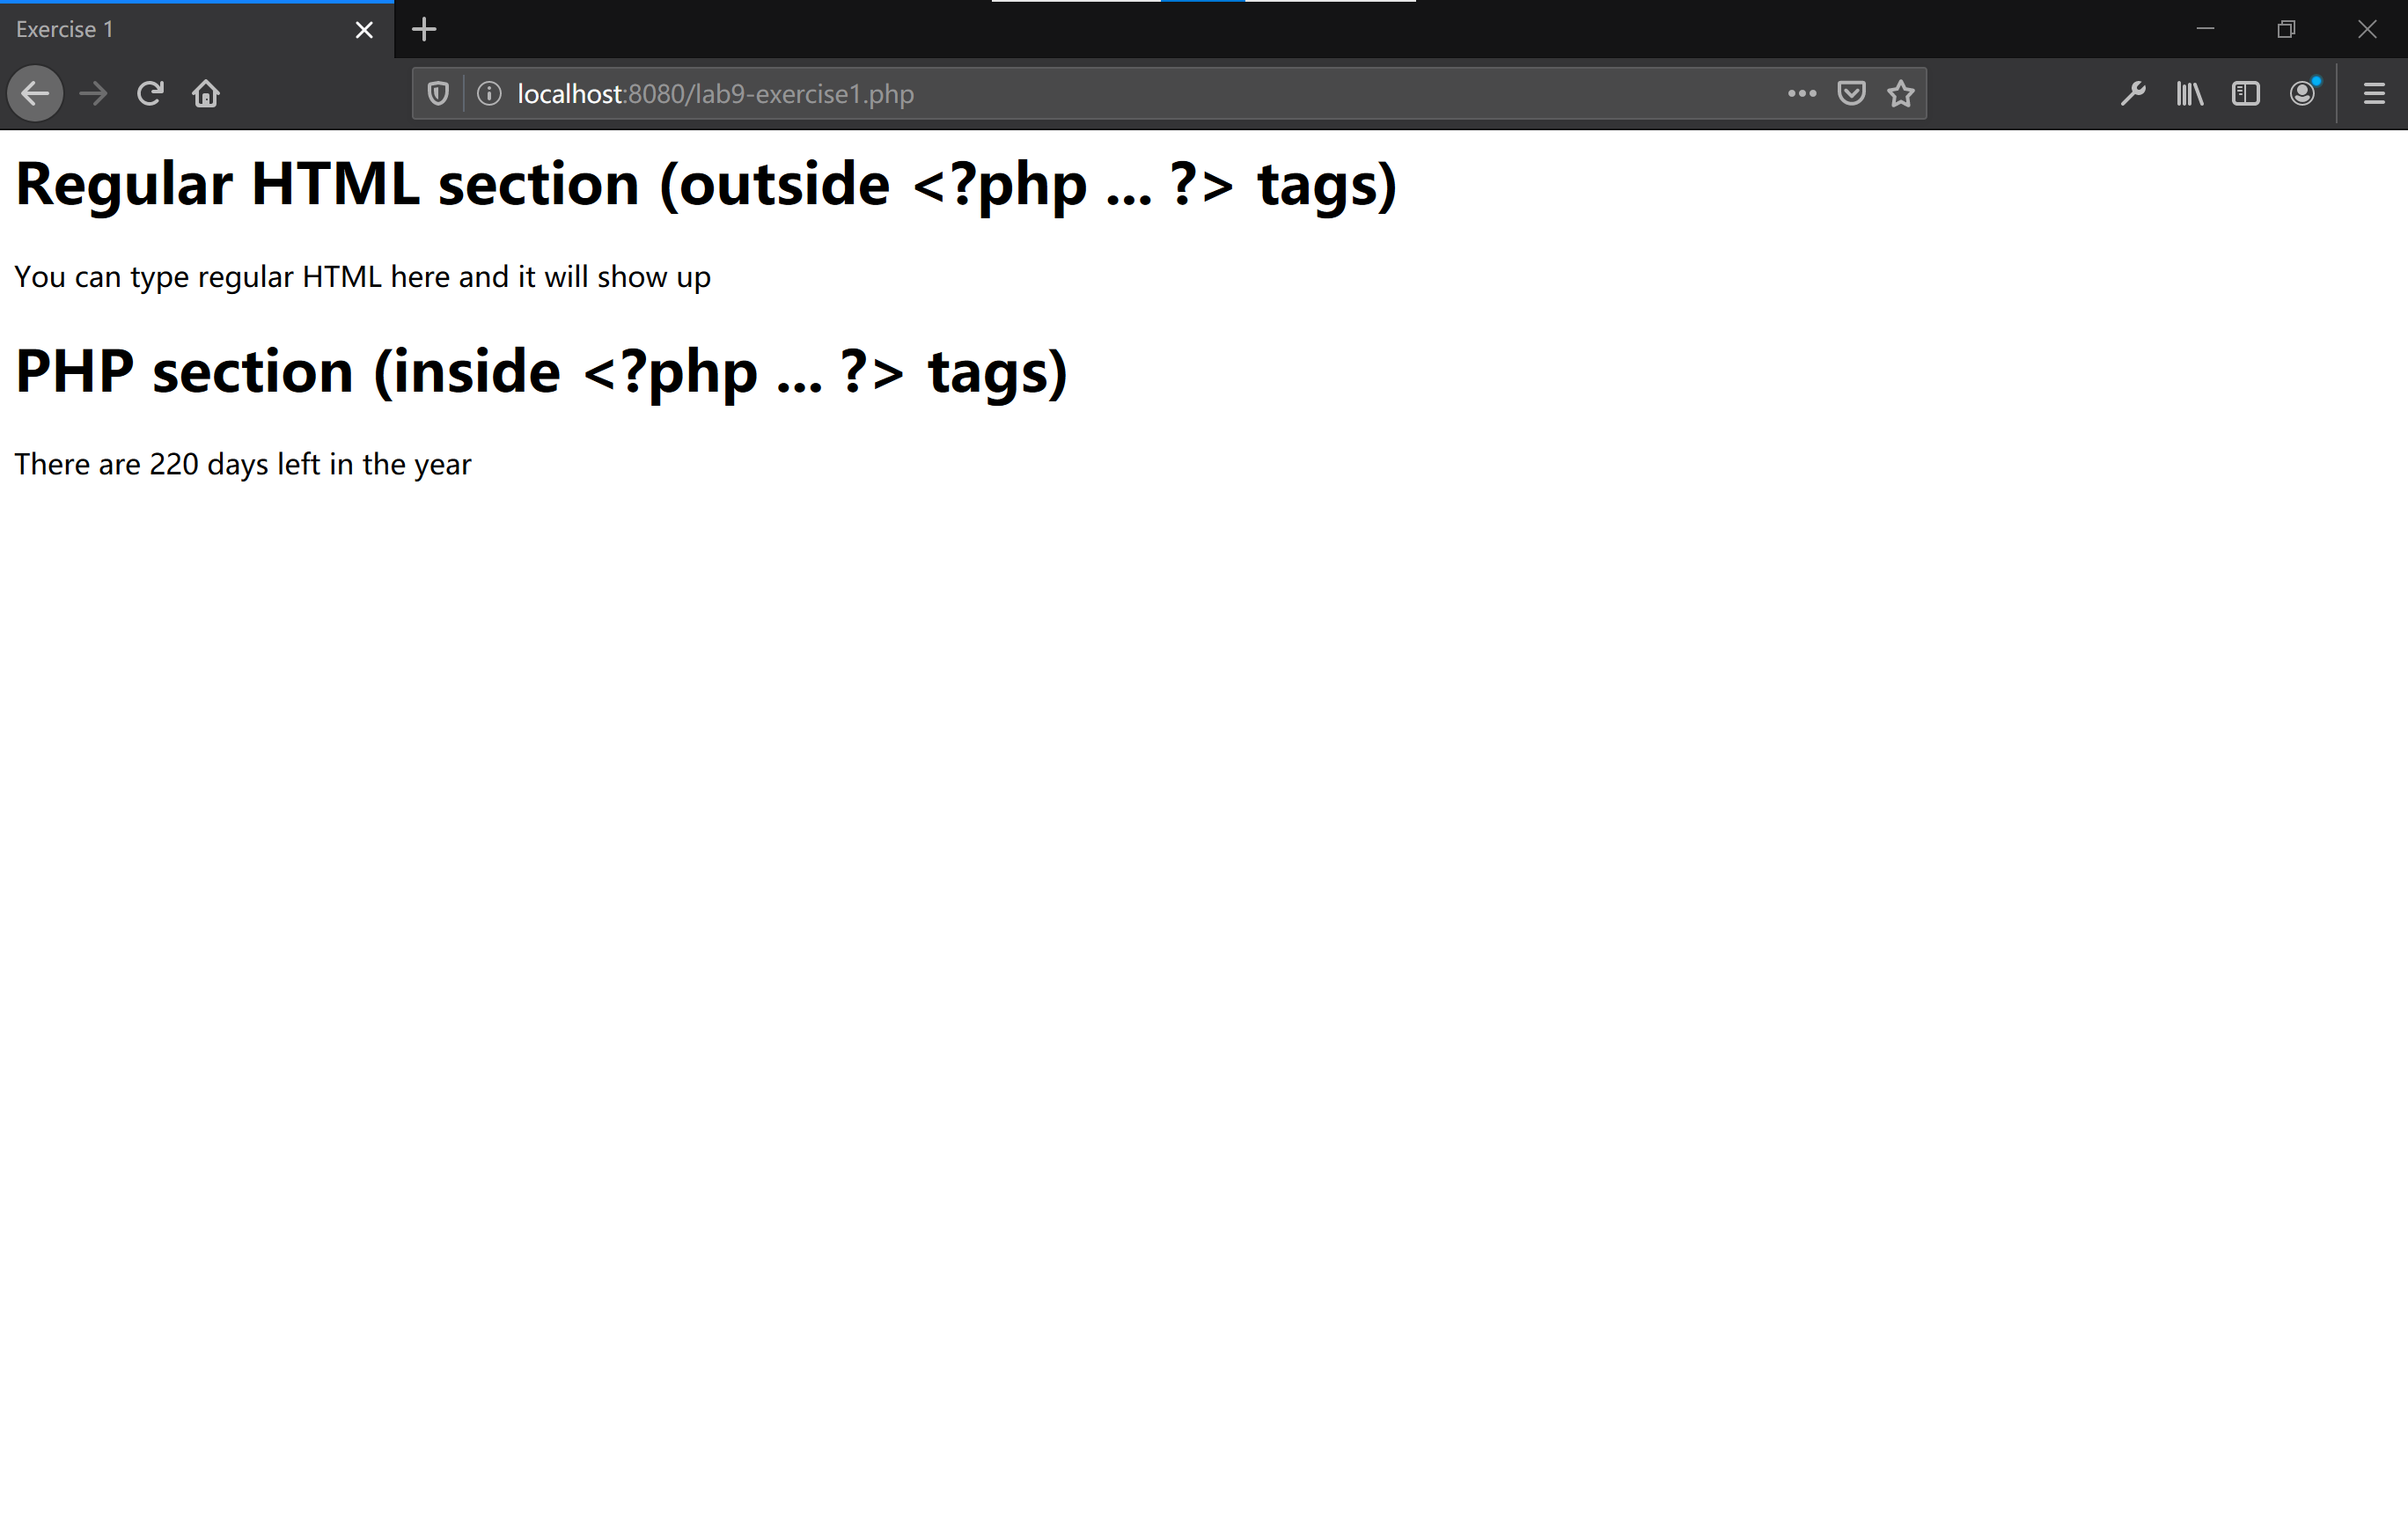 Exercise 1
localhost:8080/lab9-exercise1.php
Regular HTML section (outside <?php ... ?> tags)
You can type regular HTML here and it will show up
PHP section (inside <?php ... ?> tags)
There are 220 days left in the year